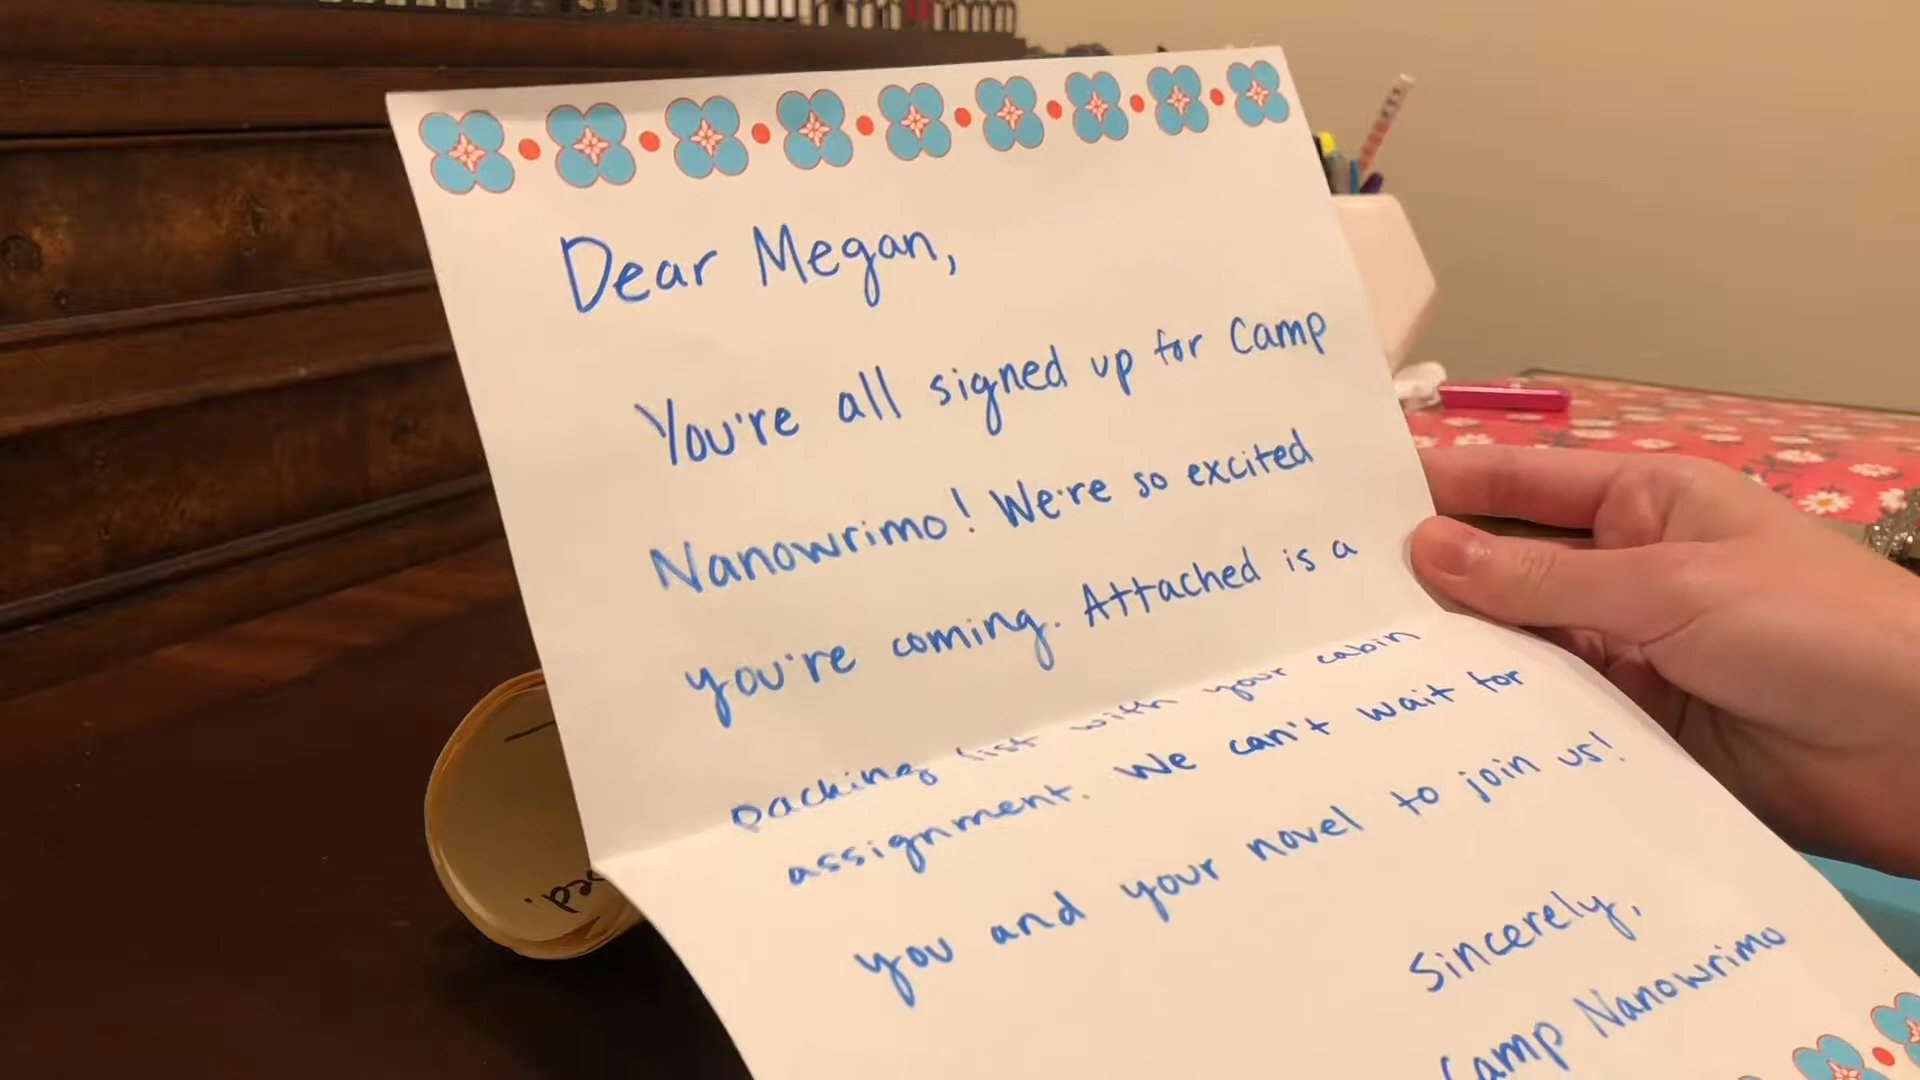 Dear Megan,
You're all signed up for Camp
Nanowrimo! We're so excited
you're coming. Attached is a
packing list with your cabin
assignment. We can't wait for
you and your novel to join us!
Sincerely,
Camp Nanowrimo